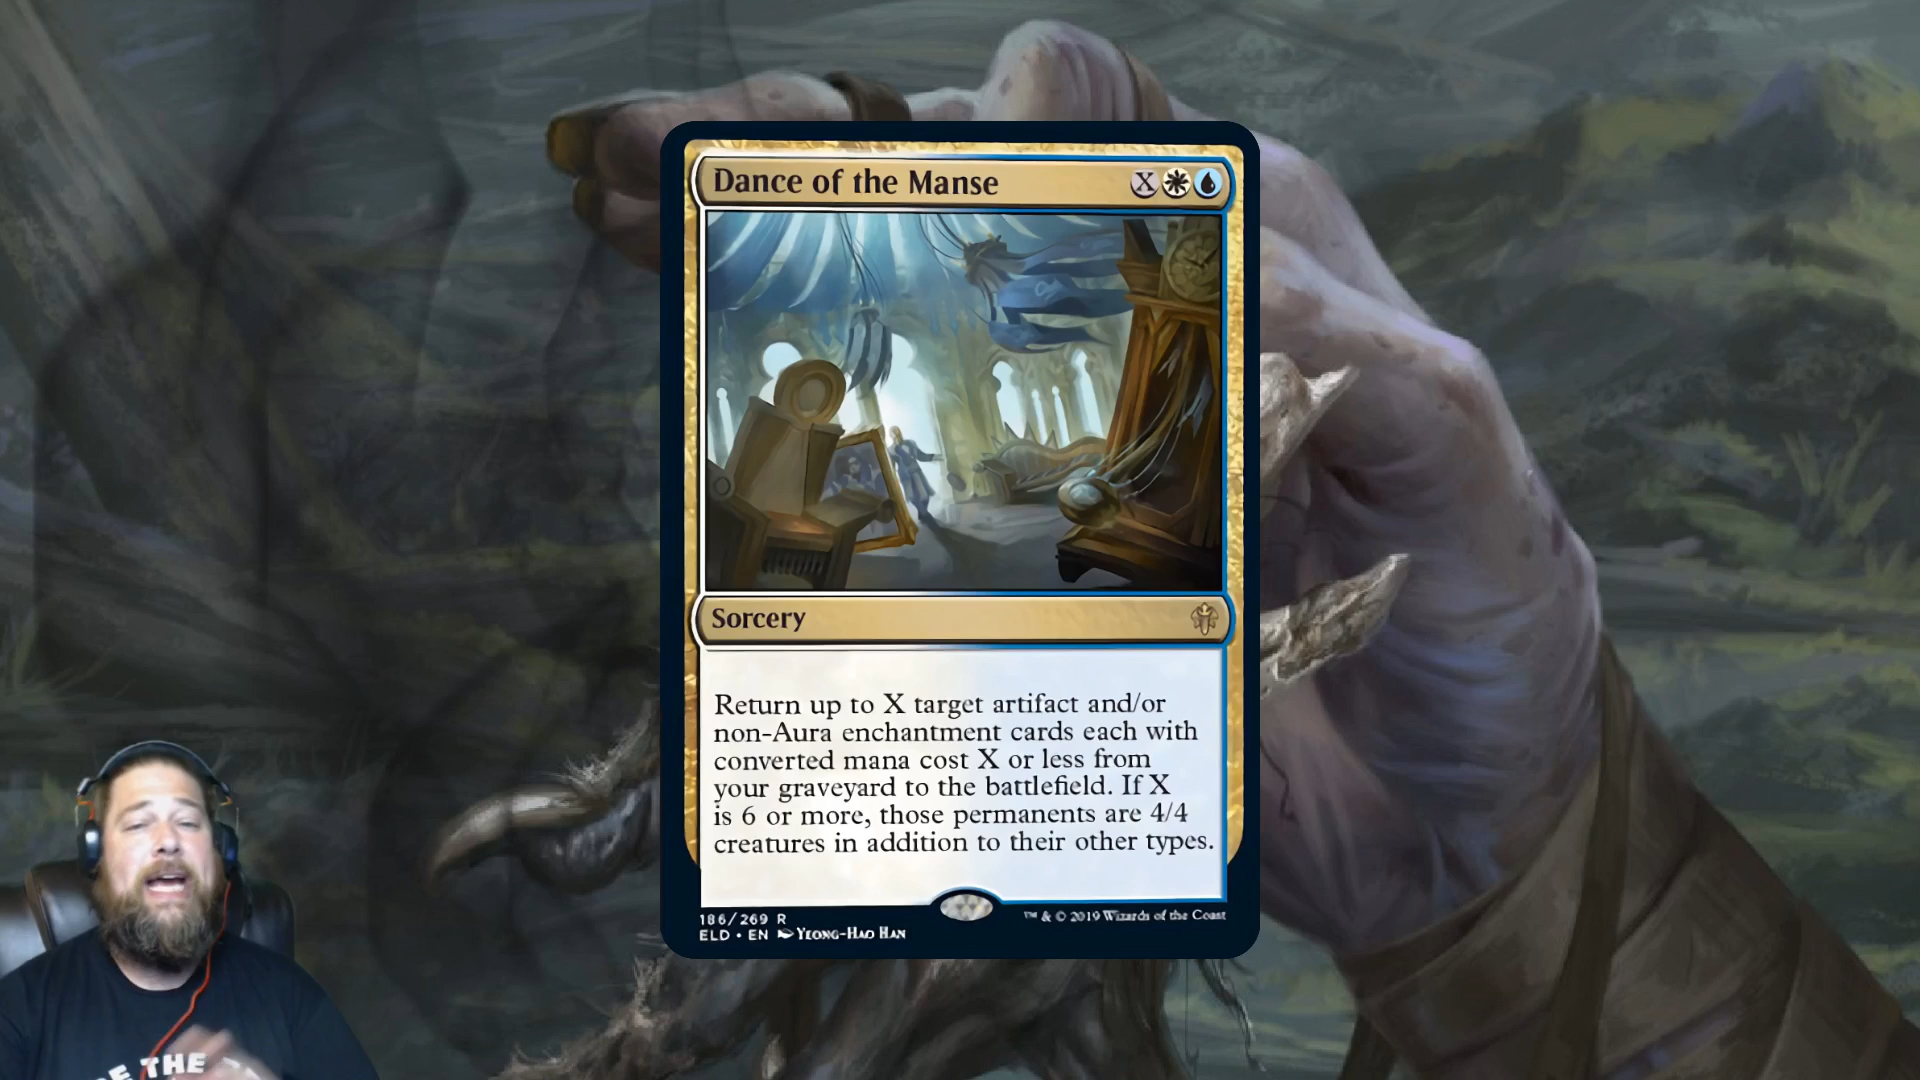 Dance of the Manse X
Sorcery
Return up to X target artifact and/or
non-Aura enchantment cards each with
converted mana cost X or less from
your graveyard to the battlefield. If X
is 6 or more, those permanents are 4/4
creatures in addition to their other types.
186/269 R
™ & © 2019 Wizards of the Coast
ELD • EN Yeong-Hao Han
THE